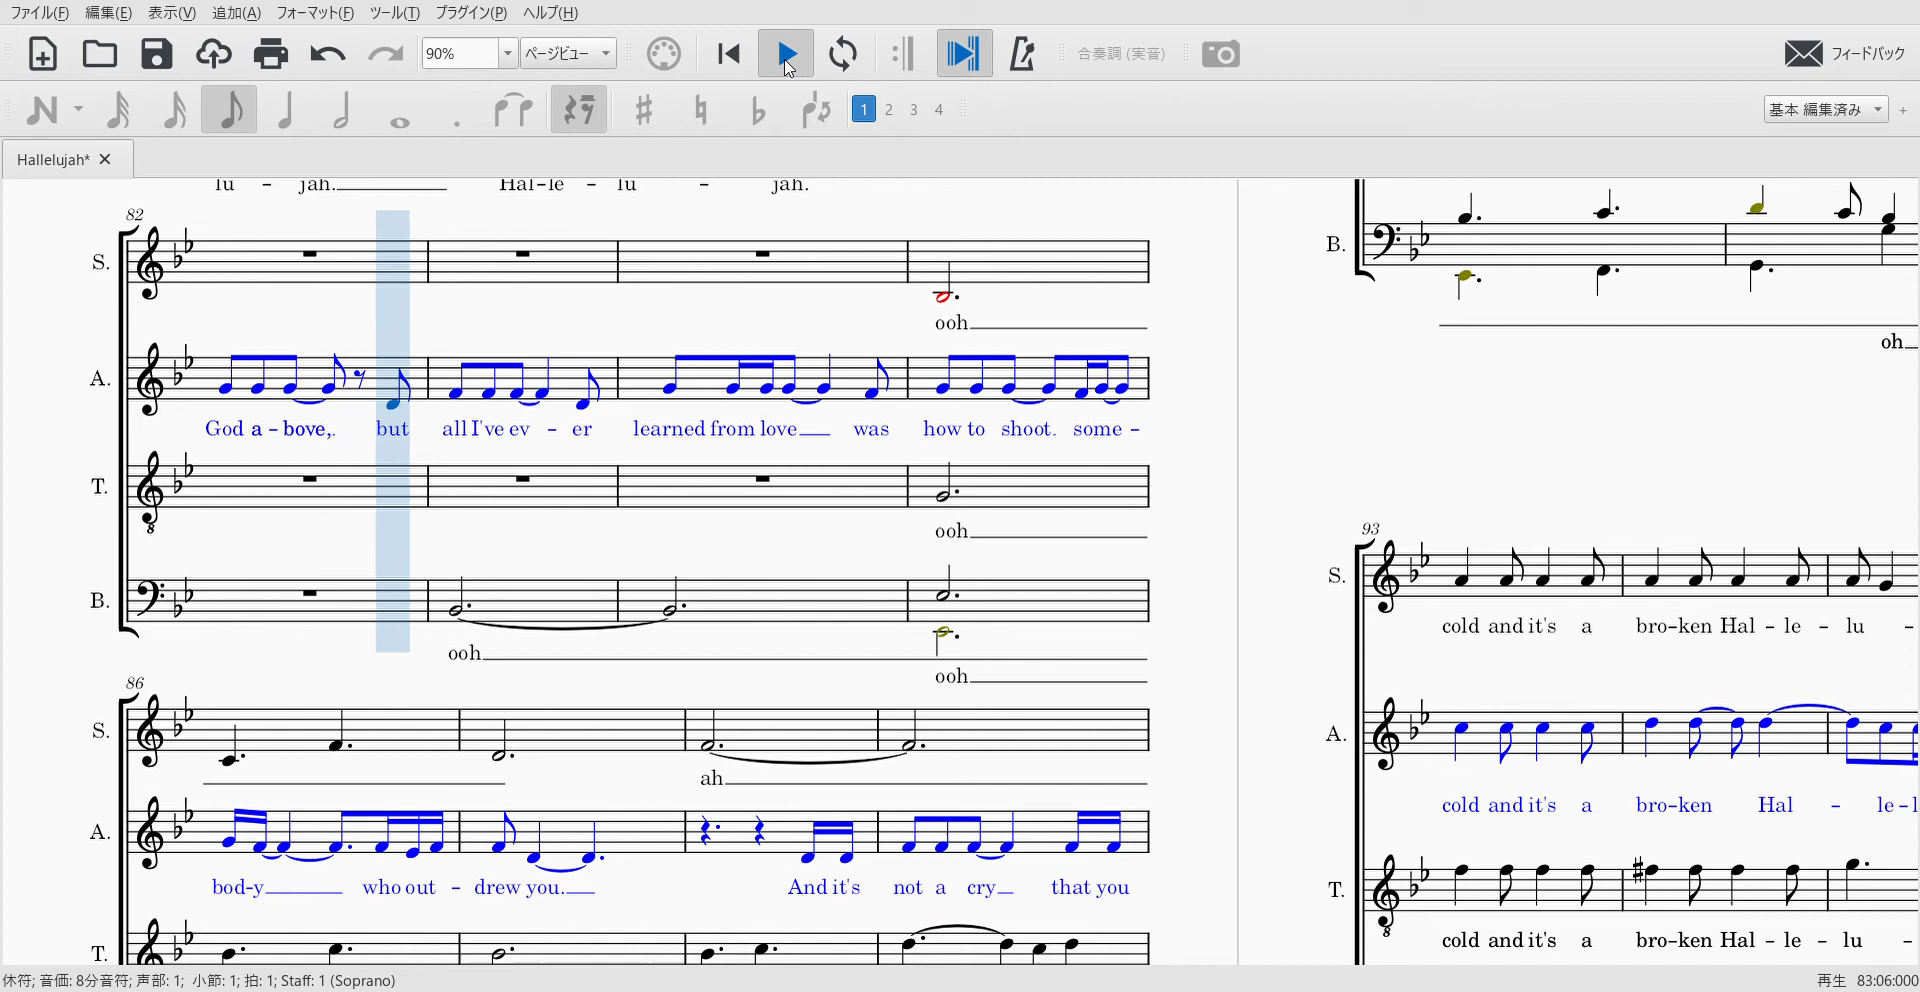 ファイル(F) 編集(E) 表示(V) 追加(A) フォーマット(F) ツール(T) プラグイン(P) ヘルプ(H)
90% ページビュー 合奏調 (実音) フィードバック
1 2 3 4 基本 編集済み +
Hallelujah* ✕
lu - jah. Hal-le - lu - jah.
82
S.
ooh
A.
God a-bove,. but all I've ev - er learned from love was how to shoot. some-
T.
ooh
B.
ooh
ooh
86
S.
ah
A.
bod-y who out - drew you. And it's not a cry that you
T.
B.
oh
93
S.
cold and it's a bro-ken Hal - le - lu -
A.
cold and it's a bro-ken Hal - le-l
T.
cold and it's a bro-ken Hal - le - lu -
休符; 音価: 8分音符; 声部: 1; 小節: 1; 拍: 1; Staff: 1 (Soprano) 再生 83:06:000